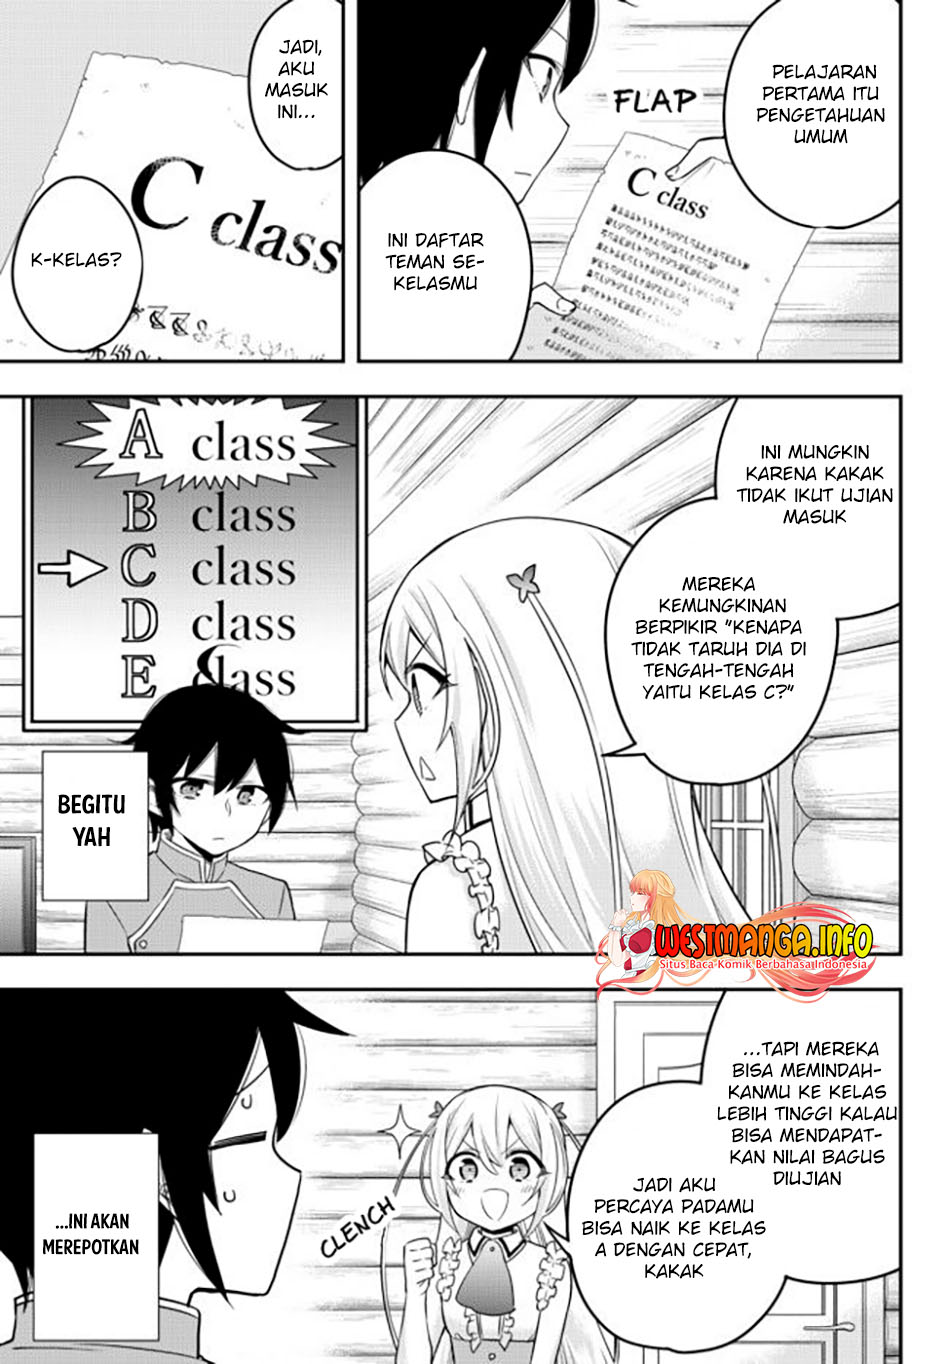 PELAJARAN
PERTAMA ITU
PENGETAHUAN
UMUM
FLAP
C class
INI DAFTAR
TEMAN SE-
KELASMU
JADI,
AKU
MASUK
INI...
C class
K-KELAS?
A class
B class
C class
D class
E class
INI MUNGKIN
KARENA KAKAK
TIDAK IKUT UJIAN
MASUK
MEREKA
KEMUNGKINAN
BERPIKIR "KENAPA
TIDAK TARUH DIA DI
TENGAH-TENGAH
YAITU KELAS C?"
BEGITU
YAH
WESTMANGA.INFO
Situs Baca Komik Berbahasa Indonesia
...TAPI MEREKA
BISA MEMINDAH-
KANMU KE KELAS
LEBIH TINGGI KALAU
BISA MENDAPAT-
KAN NILAI BAGUS
DIUJIAN
JADI AKU
PERCAYA PADAMU
BISA NAIK KE KELAS
A DENGAN CEPAT,
KAKAK
CLENCH
...INI AKAN
MEREPOTKAN